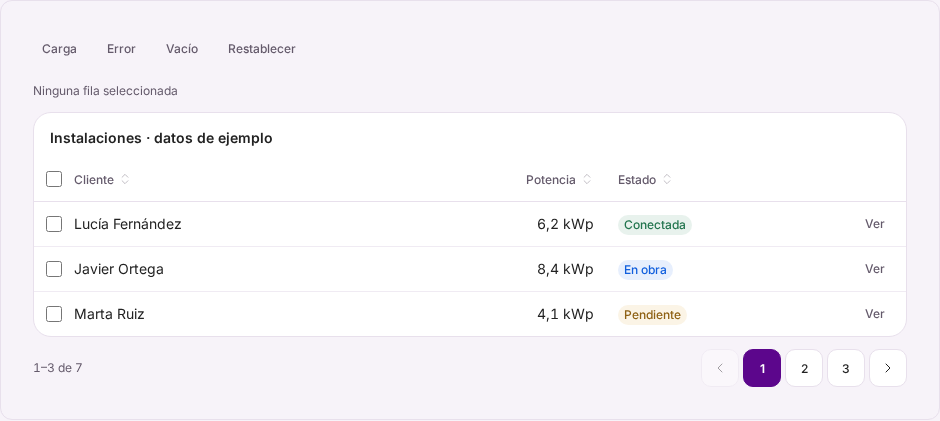 Carga Error Vacío Restablecer
Ninguna fila seleccionada
Instalaciones · datos de ejemplo
Cliente Potencia Estado
Lucía Fernández 6,2 kWp Conectada Ver
Javier Ortega 8,4 kWp En obra Ver
Marta Ruiz 4,1 kWp Pendiente Ver
1–3 de 7 1 2 3